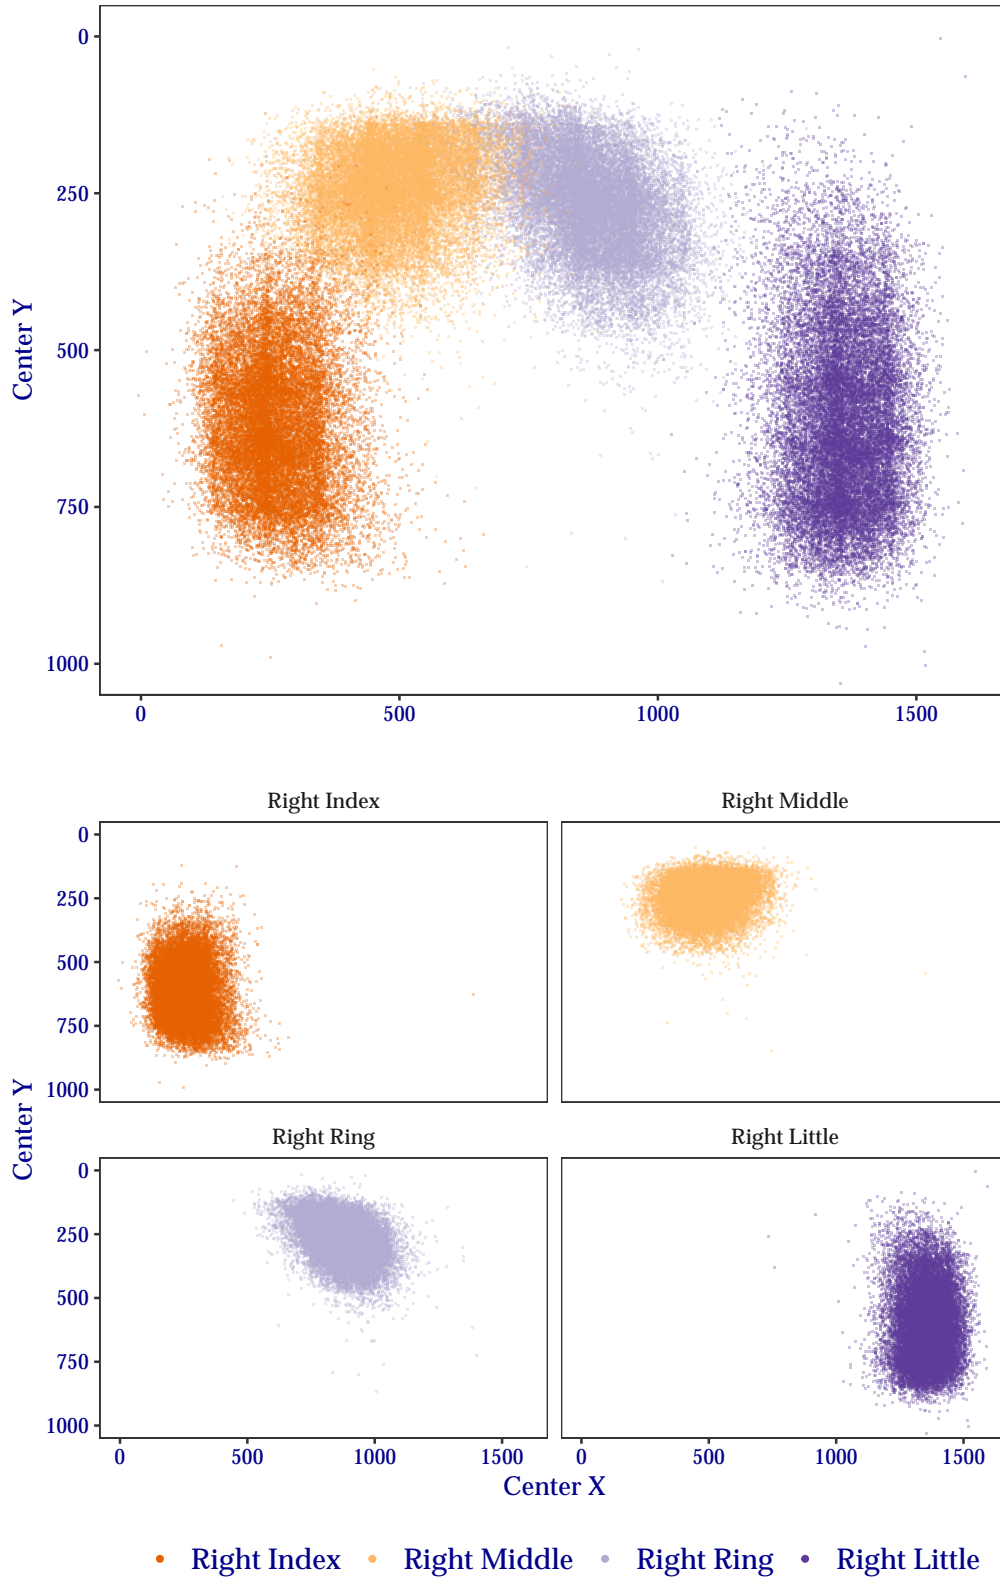 0
250
500
750
1000
Center Y
0 500 1000 1500
Right Index Right Middle
0
250
500
750
1000
Center Y
Right Ring Right Little
0
250
500
750
1000
0 500 1000 1500 0 500 1000 1500
Center X
Right Index Right Middle Right Ring Right Little